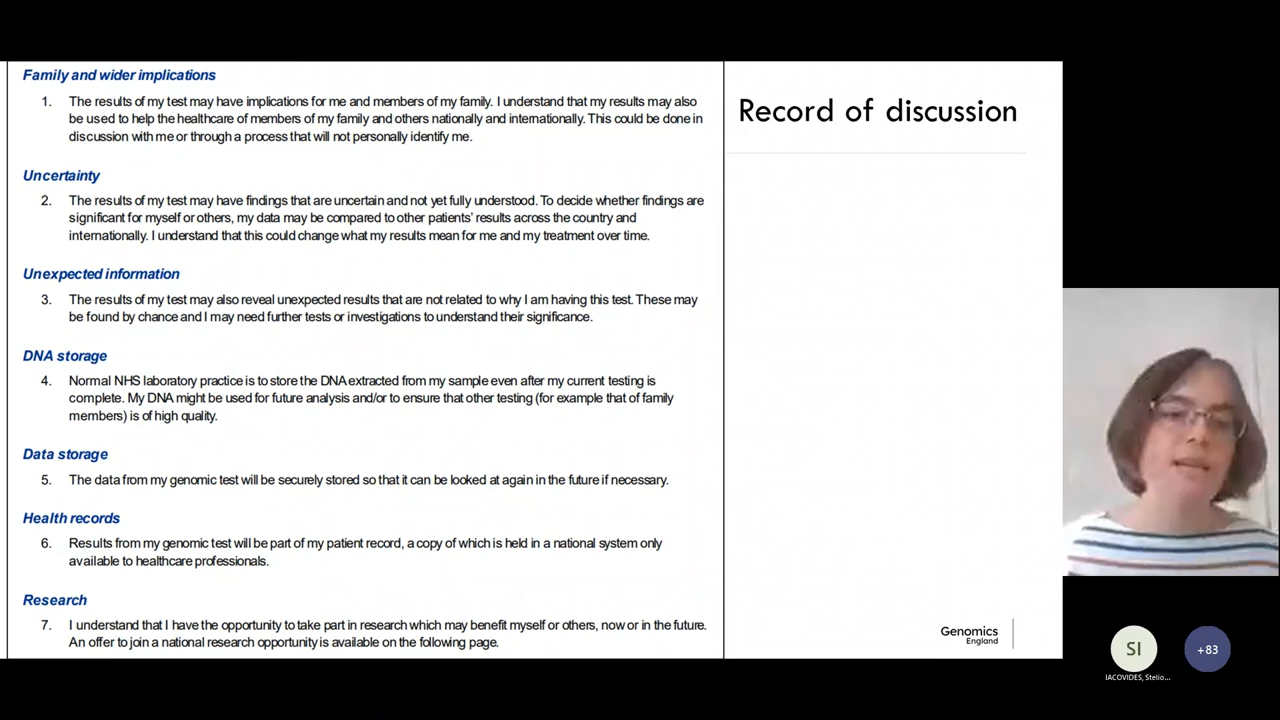 Family and wider implications
1. The results of my test may have implications for me and members of my family. I understand that my results may also
be used to help the healthcare of members of my family and others nationally and internationally. This could be done in
discussion with me or through a process that will not personally identify me.
Uncertainty
2. The results of my test may have findings that are uncertain and not yet fully understood. To decide whether findings are
significant for myself or others, my data may be compared to other patients' results across the country and
internationally. I understand that this could change what my results mean for me and my treatment over time.
Unexpected information
3. The results of my test may also reveal unexpected results that are not related to why I am having this test. These may
be found by chance and I may need further tests or investigations to understand their significance.
DNA storage
4. Normal NHS laboratory practice is to store the DNA extracted from my sample even after my current testing is
complete. My DNA might be used for future analysis and/or to ensure that other testing (for example that of family
members) is of high quality.
Data storage
5. The data from my genomic test will be securely stored so that it can be looked at again in the future if necessary.
Health records
6. Results from my genomic test will be part of my patient record, a copy of which is held in a national system only
available to healthcare professionals.
Research
7. I understand that I have the opportunity to take part in research which may benefit myself or others, now or in the future.
An offer to join a national research opportunity is available on the following page.
Record of discussion
Genomics
England
SI
+83
IACOVIDES, Stelio...